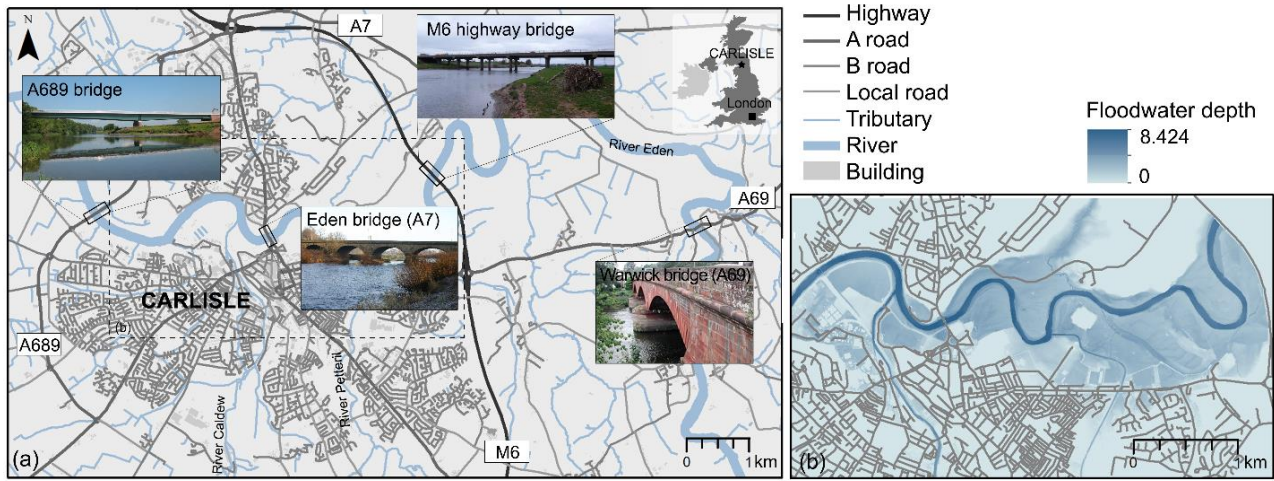 N
A7
M6 highway bridge
CARLISLE
London
A689 bridge
River Eden
A69
Eden bridge (A7)
Warwick bridge (A69)
CARLISLE
(b)
A689
River Caldew
River Petteril
M6
0 1km
(a)
Highway
A road
B road
Local road
Tributary
River
Building
Floodwater depth
8.424
0
(b)
0 1 km